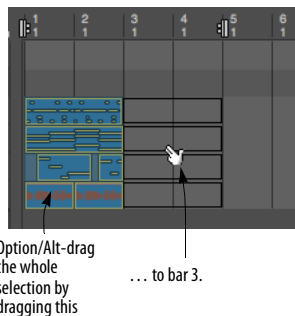 1 2 3 4 5 6
1 1 1 1 1 1
Option/Alt-drag
the whole
selection by
dragging this
… to bar 3.